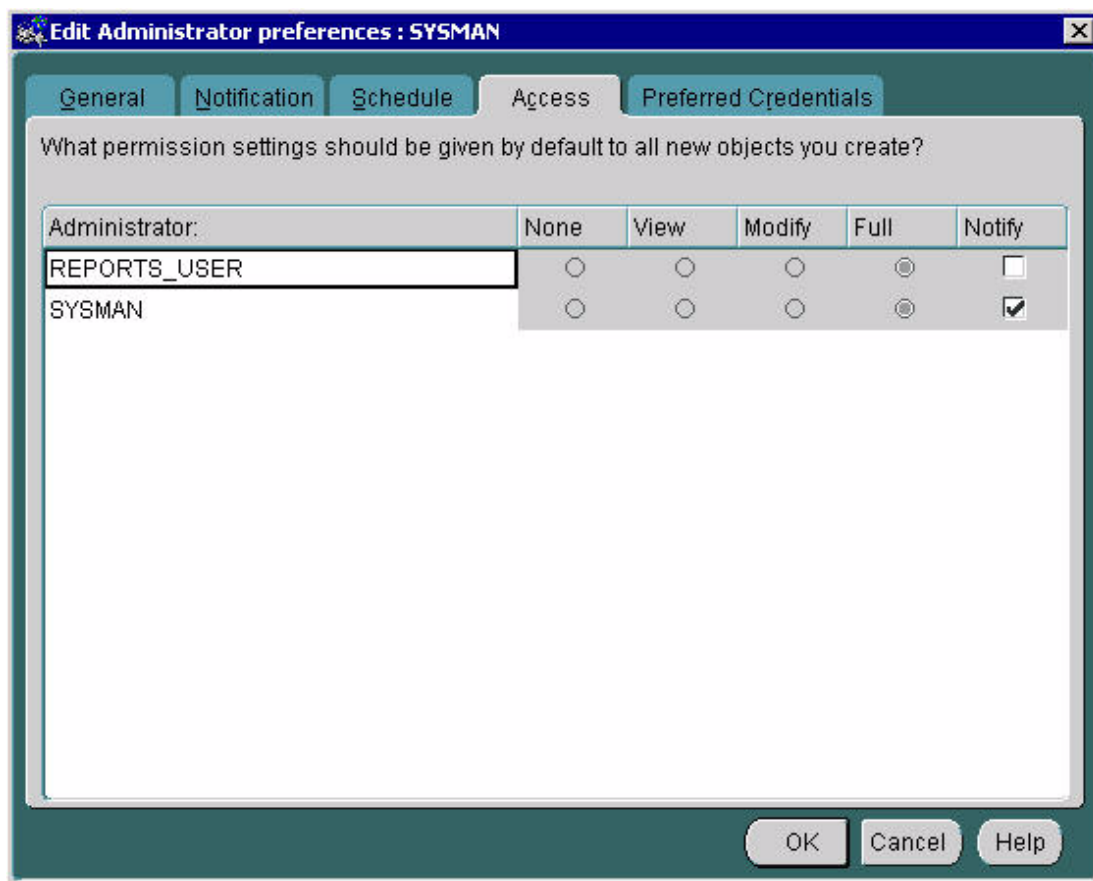 Edit Administrator preferences : SYSMAN
General Notification Schedule Access Preferred Credentials
What permission settings should be given by default to all new objects you create?
Administrator: None View Modify Full Notify
REPORTS_USER
SYSMAN
OK Cancel Help